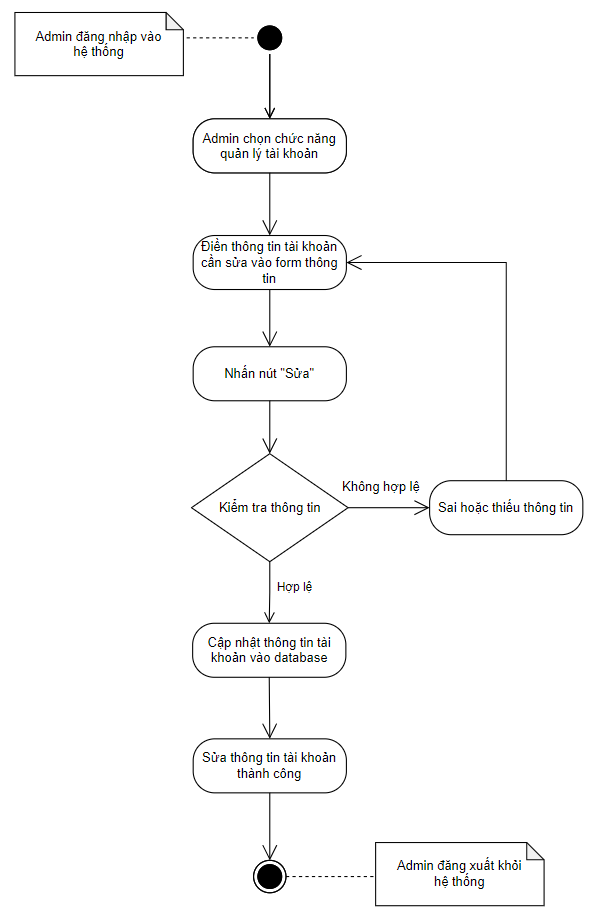 Admin đăng nhập vào
hệ thống
Admin chọn chức năng
quản lý tài khoản
Điền thông tin tài khoản
cần sửa vào form thông
tin
Nhấn nút "Sửa"
Kiểm tra thông tin
Không hợp lệ
Sai hoặc thiếu thông tin
Hợp lệ
Cập nhật thông tin tài
khoản vào database
Sửa thông tin tài khoản
thành công
Admin đăng xuất khỏi
hệ thống